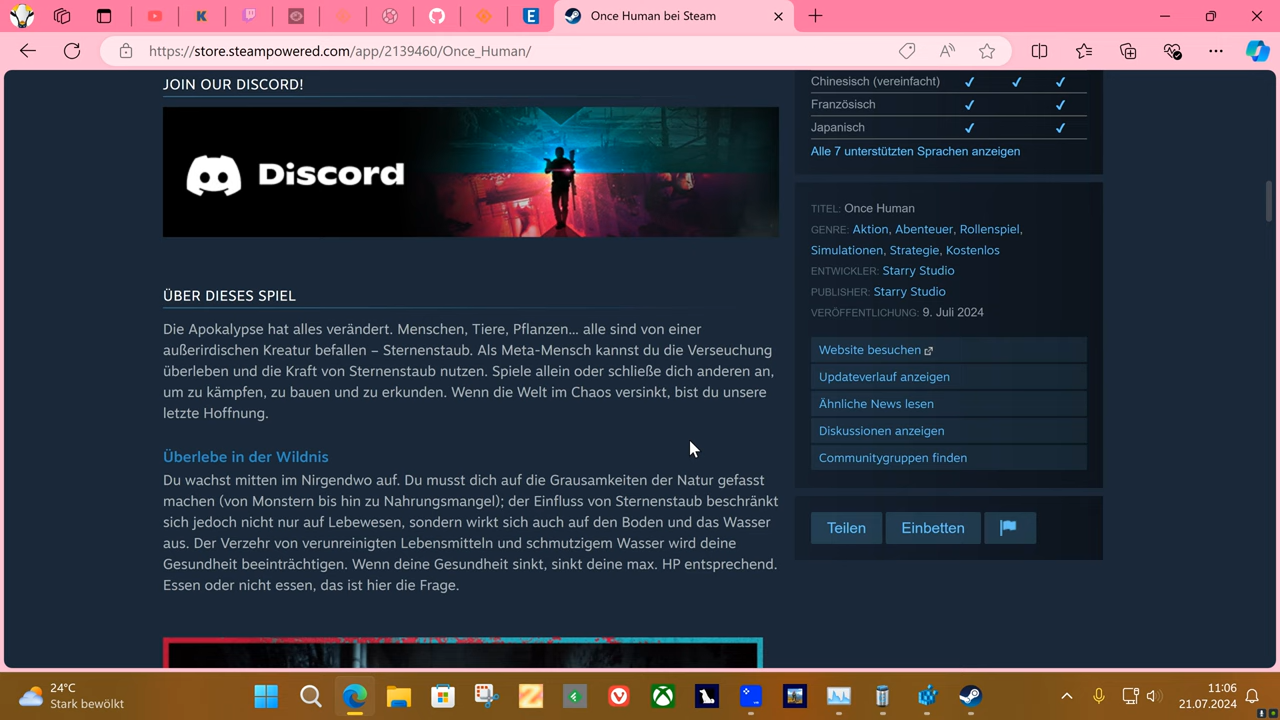 Once Human bei Steam
https://store.steampowered.com/app/2139460/Once_Human/
JOIN OUR DISCORD!
Discord
ÜBER DIESES SPIEL
Die Apokalypse hat alles verändert. Menschen, Tiere, Pflanzen... alle sind von einer
außerirdischen Kreatur befallen – Sternenstaub. Als Meta-Mensch kannst du die Verseuchung
überleben und die Kraft von Sternenstaub nutzen. Spiele allein oder schließe dich anderen an,
um zu kämpfen, zu bauen und zu erkunden. Wenn die Welt im Chaos versinkt, bist du unsere
letzte Hoffnung.
Überlebe in der Wildnis
Du wachst mitten im Nirgendwo auf. Du musst dich auf die Grausamkeiten der Natur gefasst
machen (von Monstern bis hin zu Nahrungsmangel); der Einfluss von Sternenstaub beschränkt
sich jedoch nicht nur auf Lebewesen, sondern wirkt sich auch auf den Boden und das Wasser
aus. Der Verzehr von verunreinigten Lebensmitteln und schmutzigem Wasser wird deine
Gesundheit beeinträchtigen. Wenn deine Gesundheit sinkt, sinkt deine max. HP entsprechend.
Essen oder nicht essen, das ist hier die Frage.
Chinesisch (vereinfacht) ✔ ✔ ✔
Französisch ✔ ✔
Japanisch ✔ ✔
Alle 7 unterstützten Sprachen anzeigen
TITEL: Once Human
GENRE: Aktion, Abenteuer, Rollenspiel,
Simulationen, Strategie, Kostenlos
ENTWICKLER: Starry Studio
PUBLISHER: Starry Studio
VERÖFFENTLICHUNG: 9. Juli 2024
Website besuchen
Updateverlauf anzeigen
Ähnliche News lesen
Diskussionen anzeigen
Communitygruppen finden
Teilen Einbetten
24°C
Stark bewölkt
11:06
21.07.2024